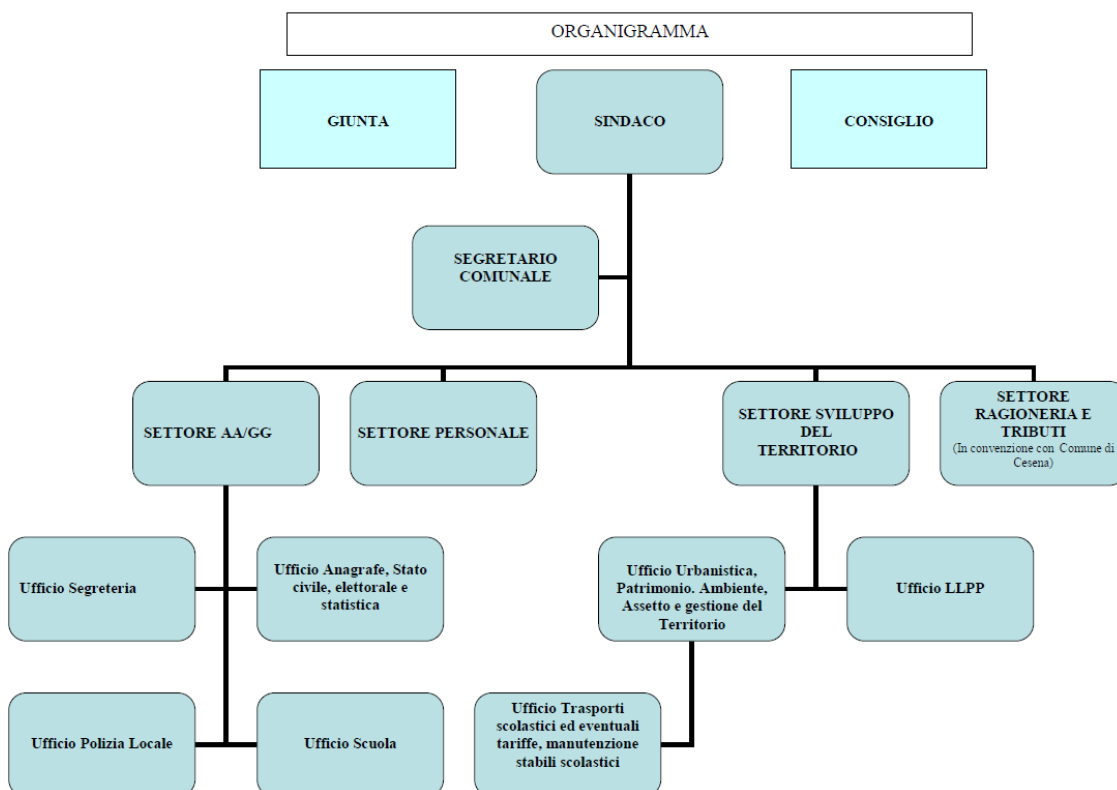 ORGANIGRAMMA
GIUNTA
SINDACO
CONSIGLIO
SEGRETARIO
COMUNALE
SETTORE AA/GG
SETTORE PERSONALE
SETTORE SVILUPPO
DEL
TERRITORIO
SETTORE
RAGIONERIA E
TRIBUTI
(In convenzione con Comune di
Cesena)
Ufficio Segreteria
Ufficio Anagrafe, Stato
civile, elettorale e
statistica
Ufficio Urbanistica,
Patrimonio. Ambiente,
Assetto e gestione del
Territorio
Ufficio LLPP
Ufficio Polizia Locale
Ufficio Scuola
Ufficio Trasporti
scolastici ed eventuali
tariffe, manutenzione
stabili scolastici